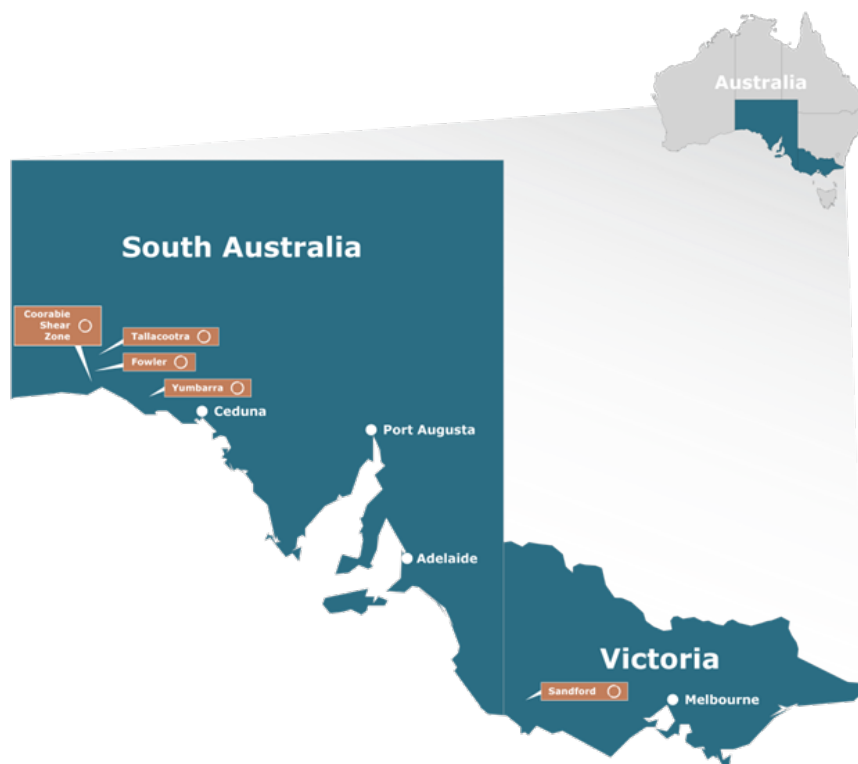 Australia
South Australia
Coorabie
Shear
Zone
Tallacootra
Fowler
Yumbarra
Ceduna
Port Augusta
Adelaide
Victoria
Sandford
Melbourne